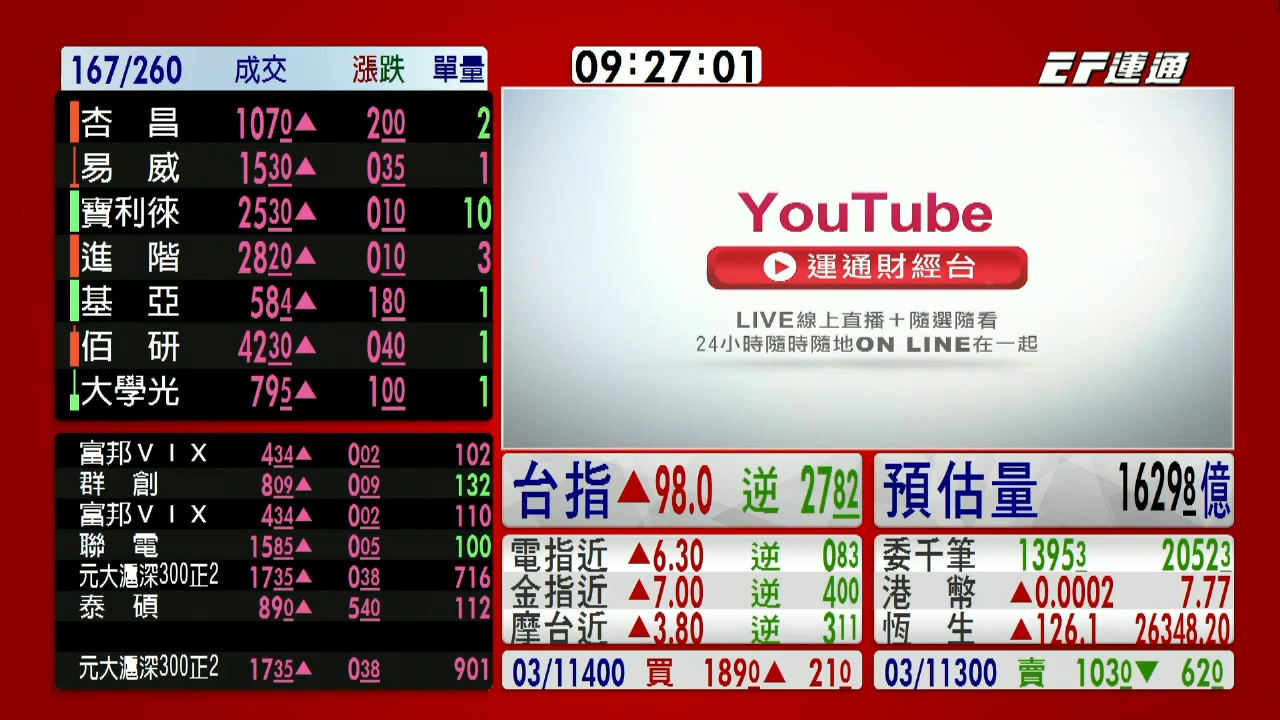 167/260 成交 漲跌 單量
09:27:01
EF運通
杏昌 1070▲ 200 2
易威 1530▲ 035 1
寶利徠 2530▲ 010 10
進階 2820▲ 010 3
基亞 584▲ 180 1
佰研 4230▲ 040 1
大學光 795▲ 100 1
YouTube
運通財經台
LIVE線上直播＋隨選隨看
24小時隨時隨地ON LINE在一起
富邦ＶＩＸ 434▲ 002 102
群創 809▲ 009 132
富邦ＶＩＸ 434▲ 002 110
聯電 1585▲ 005 100
元大滬深300正2 1735▲ 038 716
泰碩 890▲ 540 112
元大滬深300正2 1735▲ 038 901
台指▲98.0 逆 2782
預估量 16298億
電指近 ▲6.30 逆 083
金指近 ▲7.00 逆 400
摩台近 ▲3.80 逆 311
委千筆 13953 20523
港幣 ▲0.0002 7.77
恆生 ▲126.1 26348.20
03/11400 買 1890▲ 210
03/11300 賣 1030▼ 620